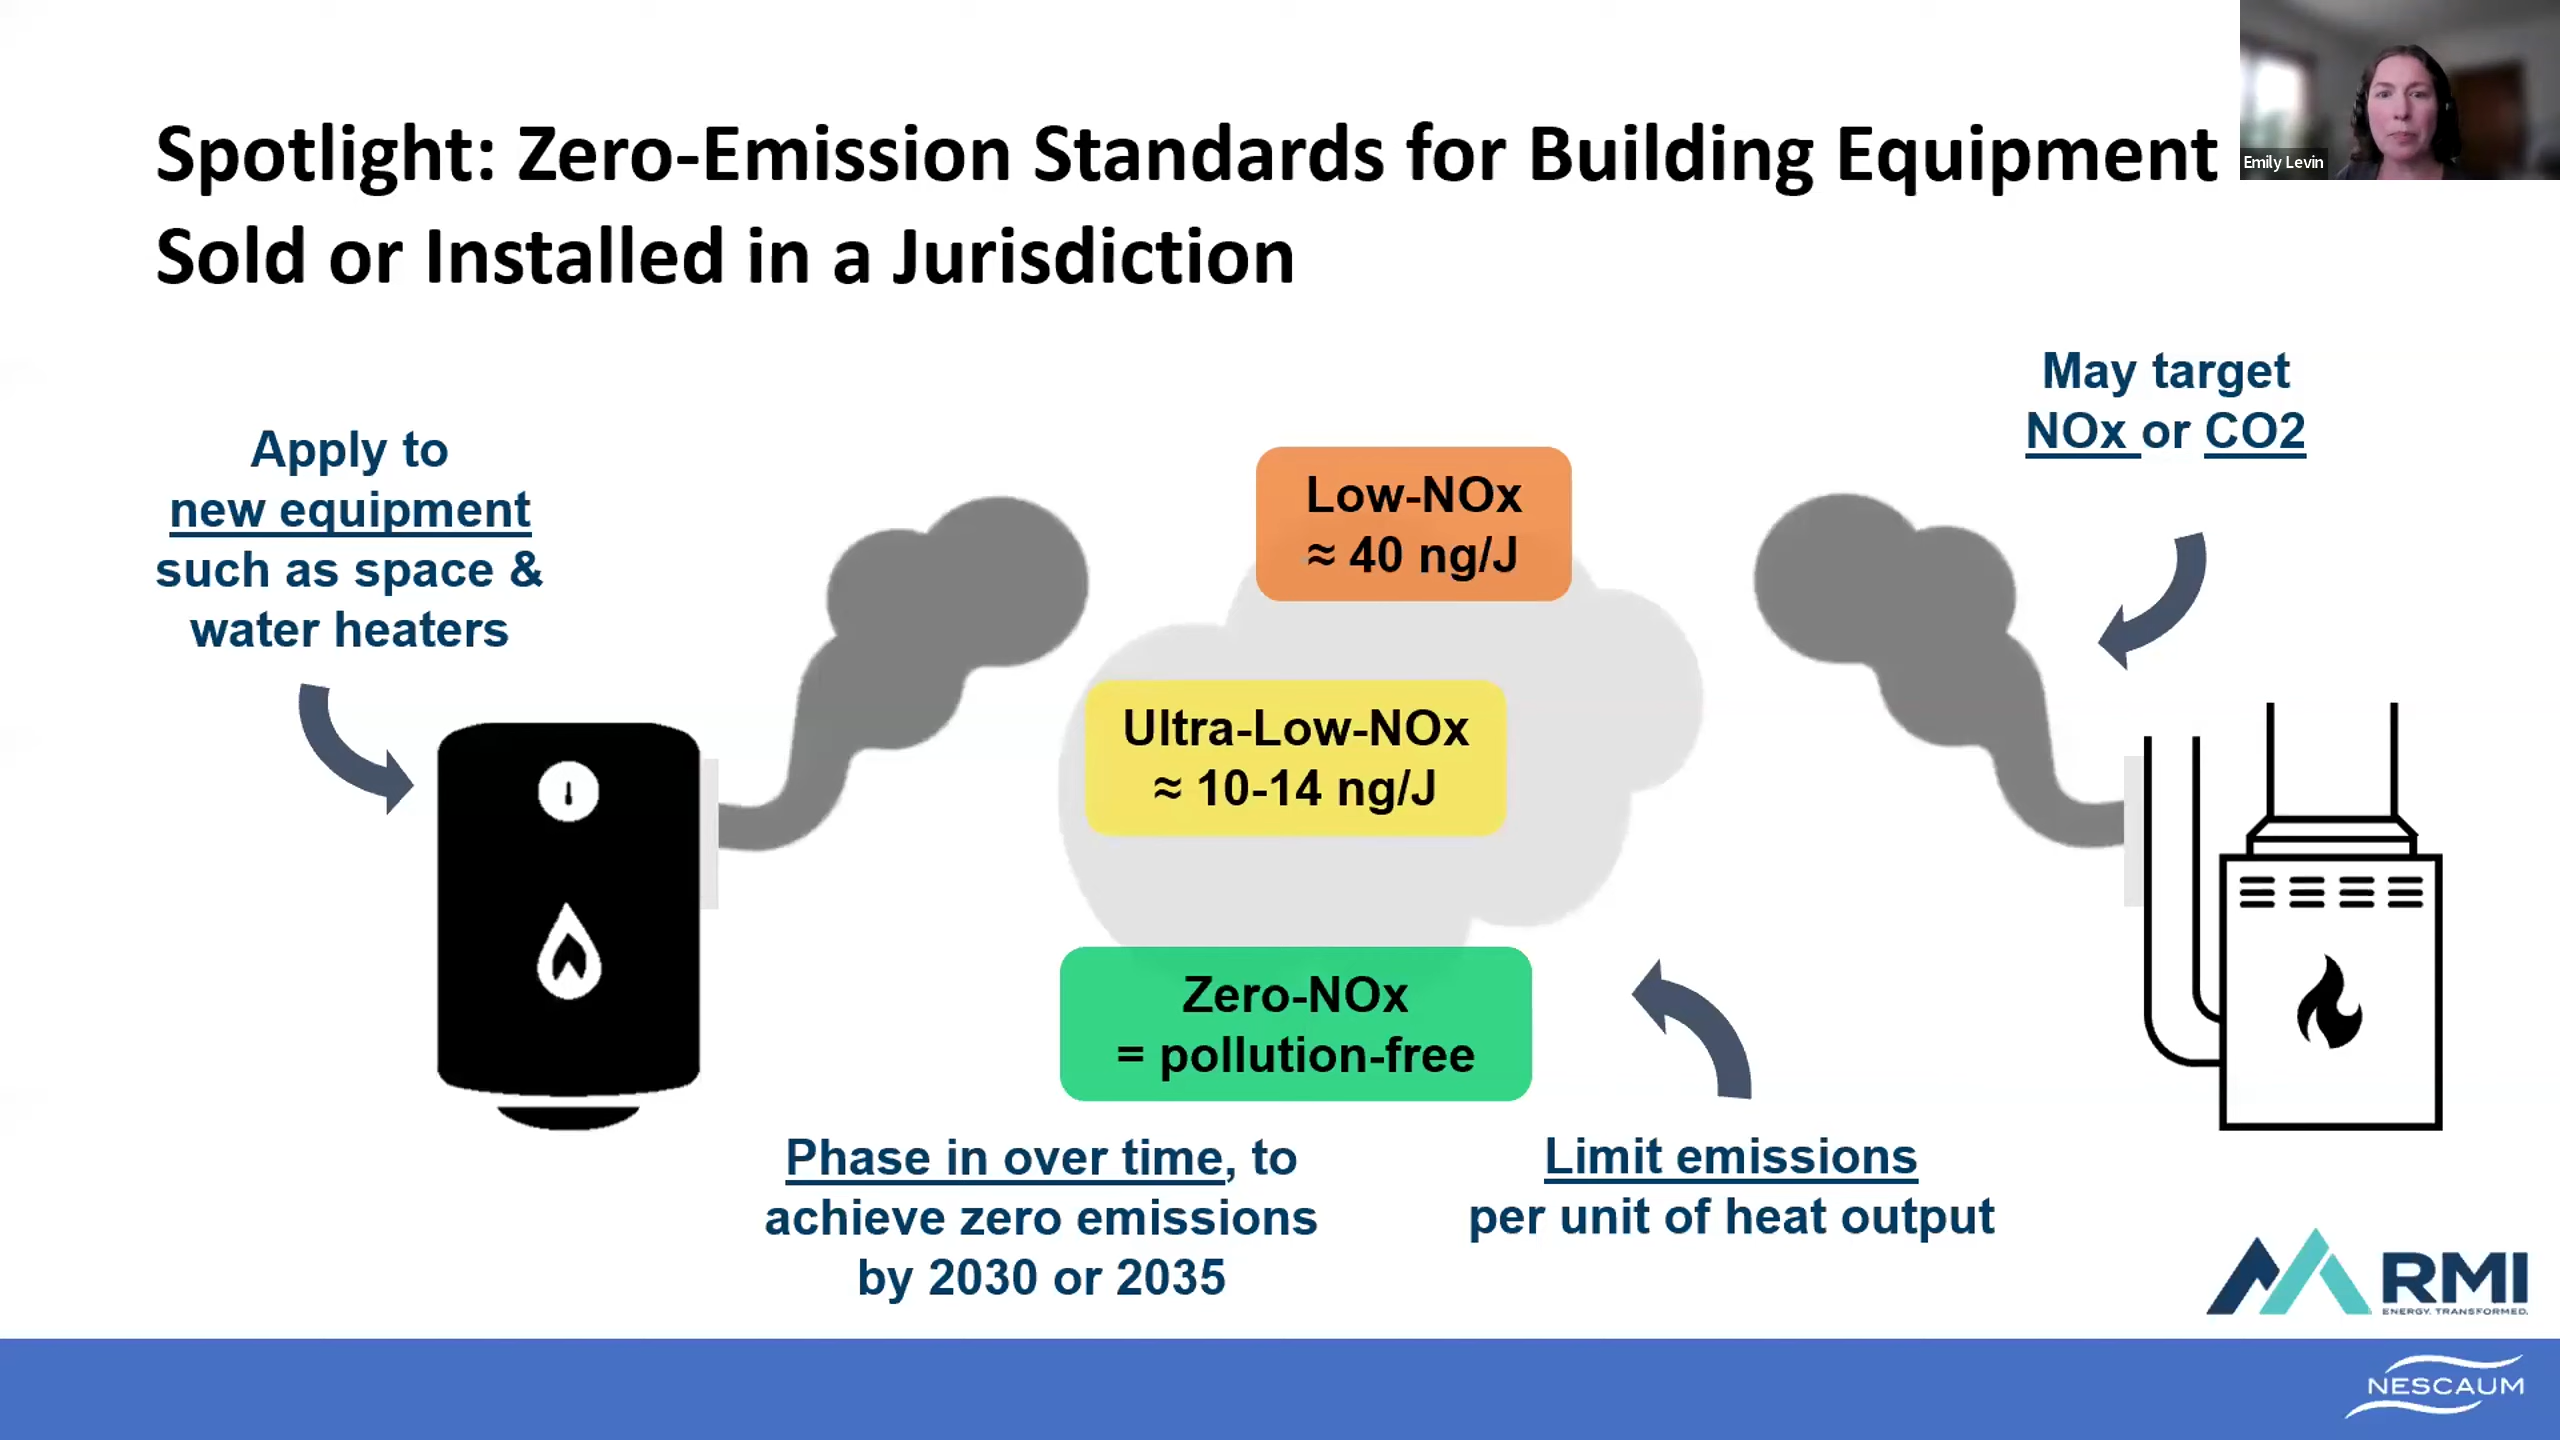 Spotlight: Zero-Emission Standards for Building Equipment
Sold or Installed in a Jurisdiction
Emily Levin
Apply to
new equipment
such as space &
water heaters
Low-NOx
≈ 40 ng/J
Ultra-Low-NOx
≈ 10-14 ng/J
Zero-NOx
= pollution-free
May target
NOx or CO2
Phase in over time, to
achieve zero emissions
by 2030 or 2035
Limit emissions
per unit of heat output
RMI
ENERGY. TRANSFORMED.
NESCAUM